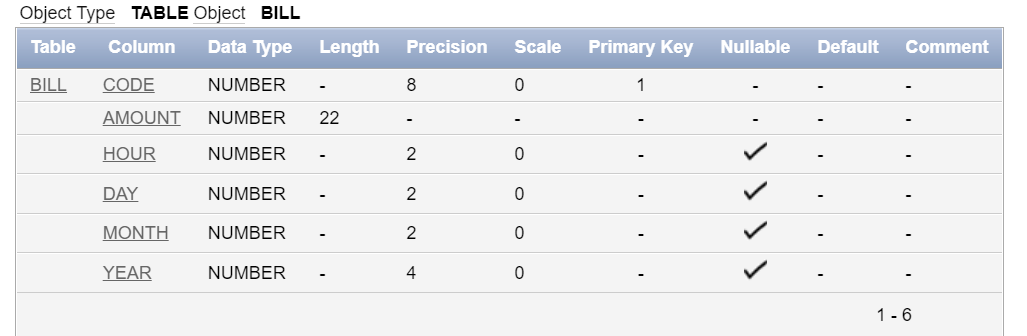 Object Type TABLE Object BILL
Table Column Data Type Length Precision Scale Primary Key Nullable Default Comment
BILL CODE NUMBER - 8 0 1 - - -
AMOUNT NUMBER 22 - - - - - -
HOUR NUMBER - 2 0 - ✓ - -
DAY NUMBER - 2 0 - ✓ - -
MONTH NUMBER - 2 0 - ✓ - -
YEAR NUMBER - 4 0 - ✓ - -
1 - 6